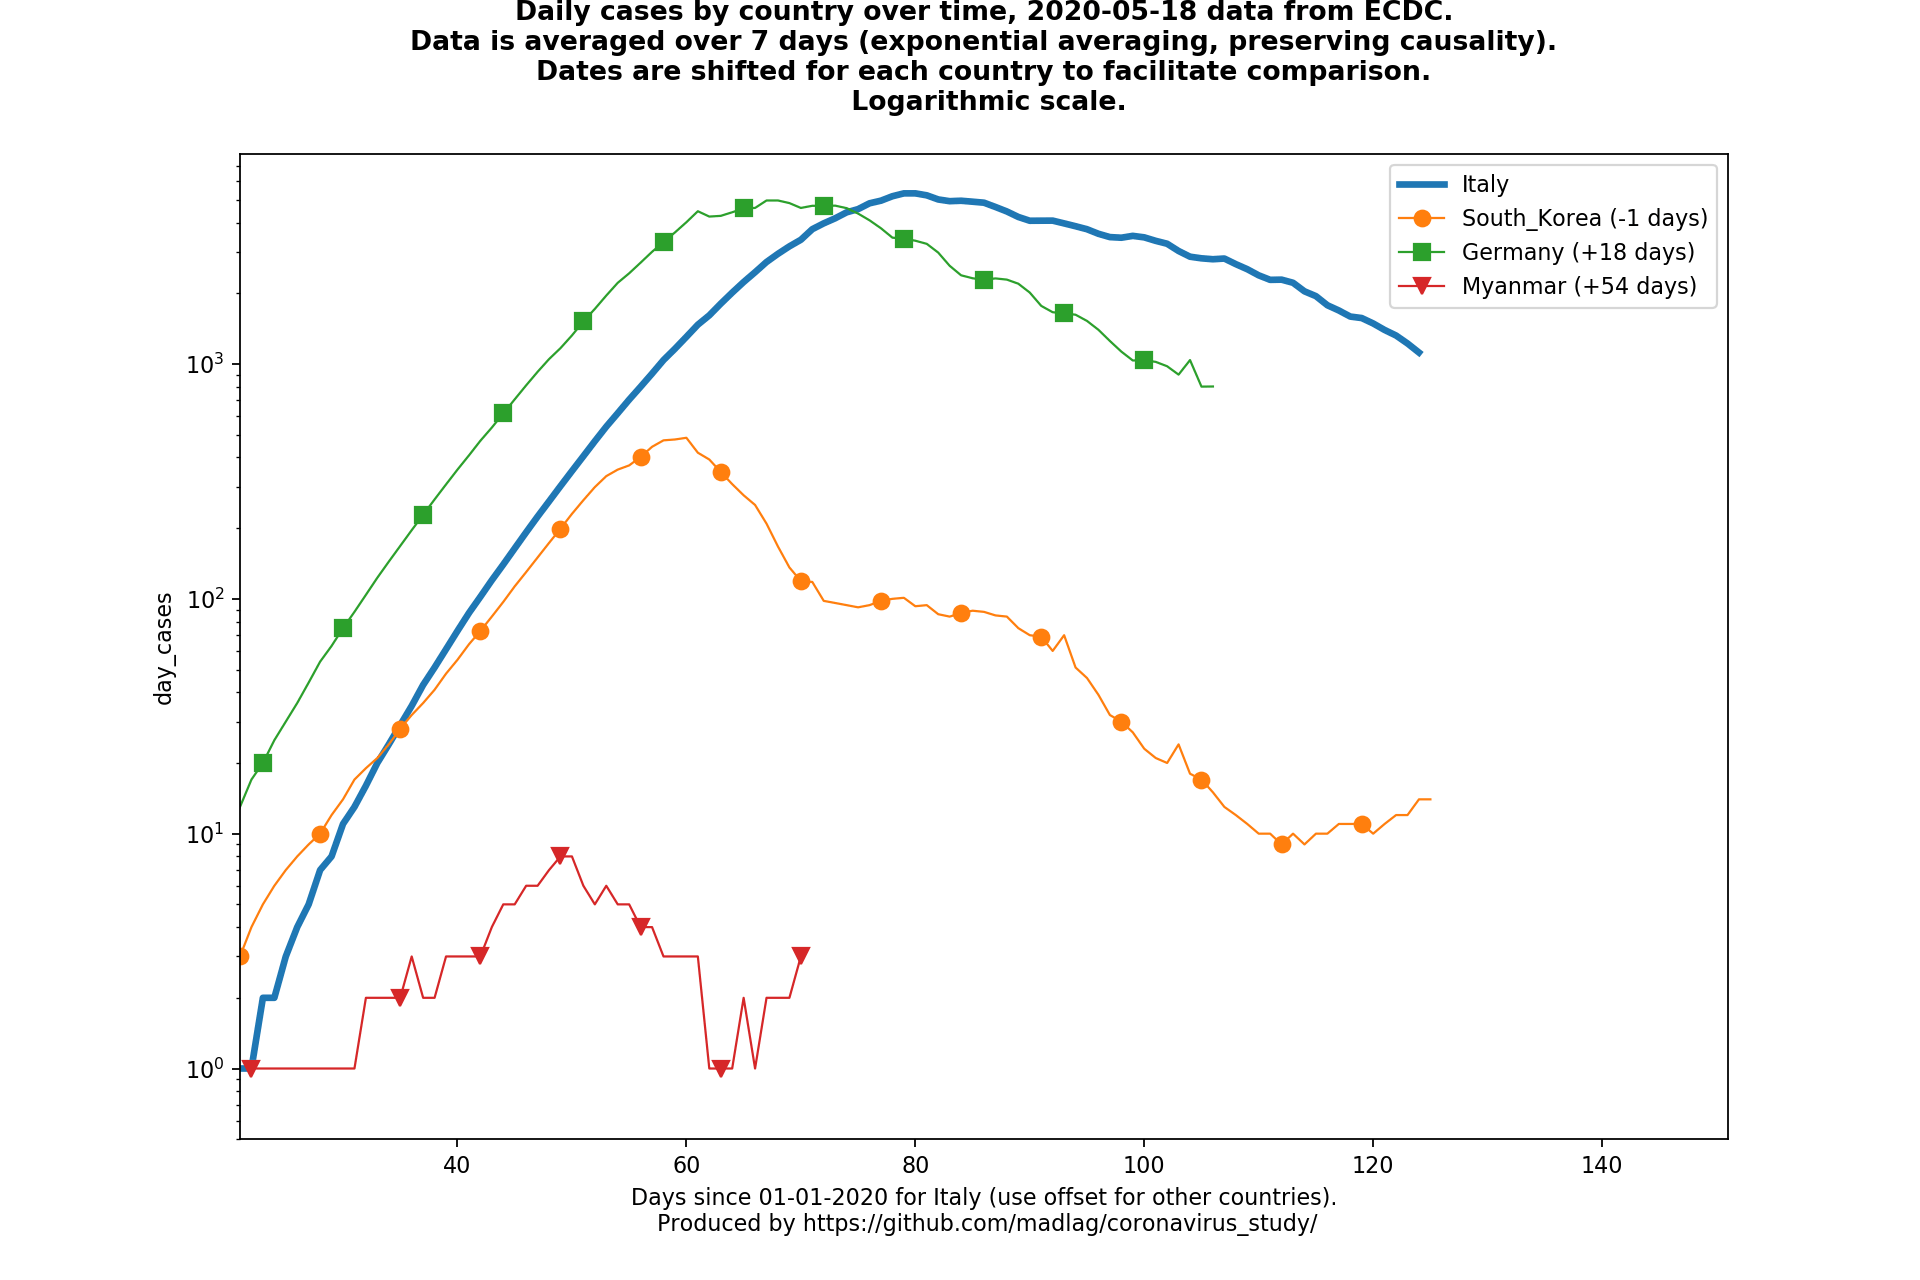 Daily cases by country over time, 2020-05-18 data from ECDC.
Data is averaged over 7 days (exponential averaging, preserving causality).
Dates are shifted for each country to facilitate comparison.
Logarithmic scale.
Italy
South_Korea (-1 days)
Germany (+18 days)
Myanmar (+54 days)
10³
10²
10¹
10⁰
day_cases
40 60 80 100 120 140
Days since 01-01-2020 for Italy (use offset for other countries).
Produced by https://github.com/madlag/coronavirus_study/